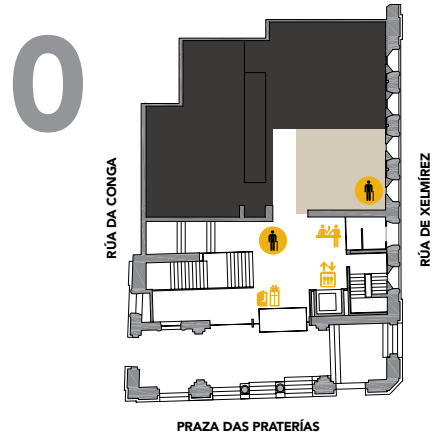 0
RÚA DA CONGA
RÚA DE XELMÍREZ
PRAZA DAS PRATERÍAS